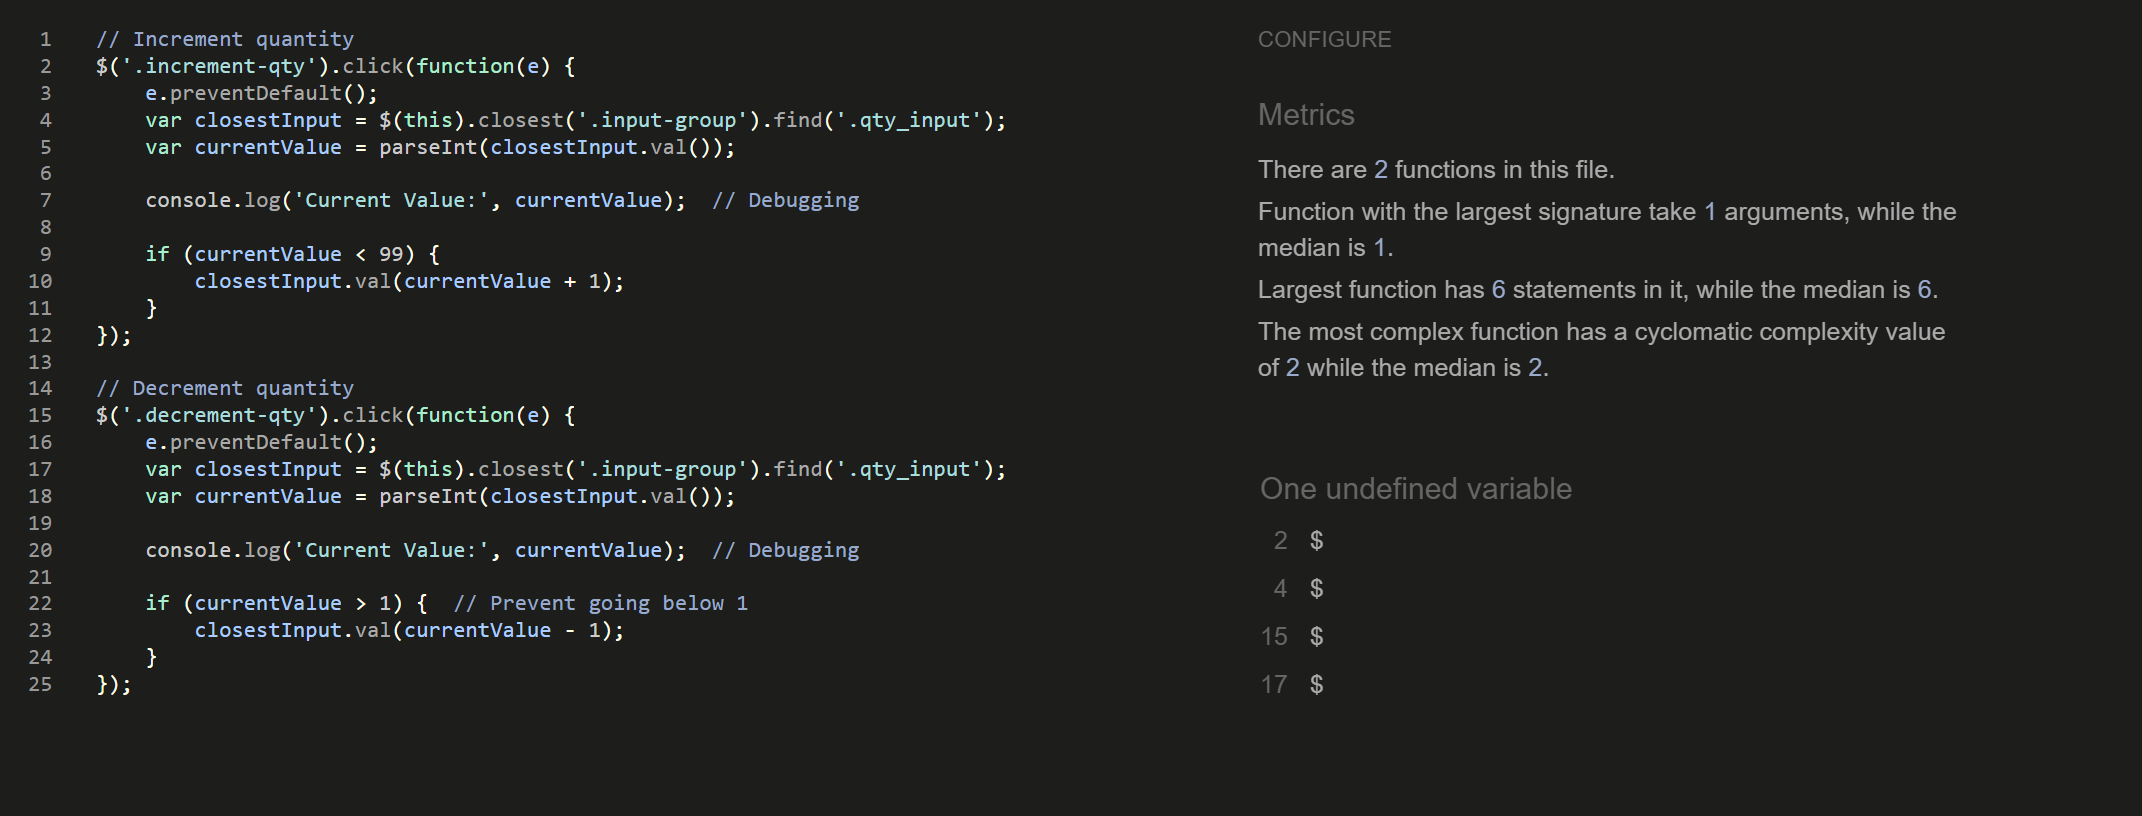 1 // Increment quantity
2 $('.increment-qty').click(function(e) {
3     e.preventDefault();
4     var closestInput = $(this).closest('.input-group').find('.qty_input');
5     var currentValue = parseInt(closestInput.val());
6
7     console.log('Current Value:', currentValue);  // Debugging
8
9     if (currentValue < 99) {
10         closestInput.val(currentValue + 1);
11     }
12 });
13
14 // Decrement quantity
15 $('.decrement-qty').click(function(e) {
16     e.preventDefault();
17     var closestInput = $(this).closest('.input-group').find('.qty_input');
18     var currentValue = parseInt(closestInput.val());
19
20     console.log('Current Value:', currentValue);  // Debugging
21
22     if (currentValue > 1) {  // Prevent going below 1
23         closestInput.val(currentValue - 1);
24     }
25 });
CONFIGURE
Metrics
There are 2 functions in this file.
Function with the largest signature take 1 arguments, while the
median is 1.
Largest function has 6 statements in it, while the median is 6.
The most complex function has a cyclomatic complexity value
of 2 while the median is 2.
One undefined variable
2 $
4 $
15 $
17 $